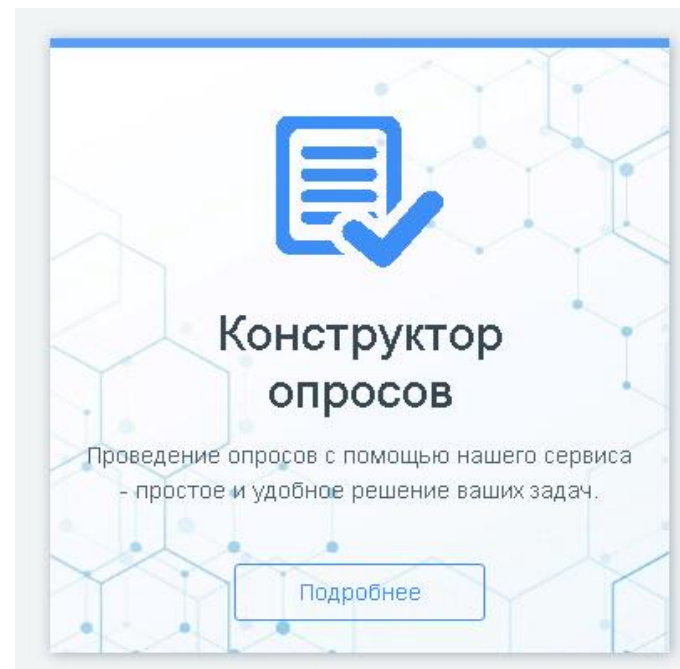 Конструктор
опросов
Проведение опросов с помощью нашего сервиса
- простое и удобное решение ваших задач.
Подробнее